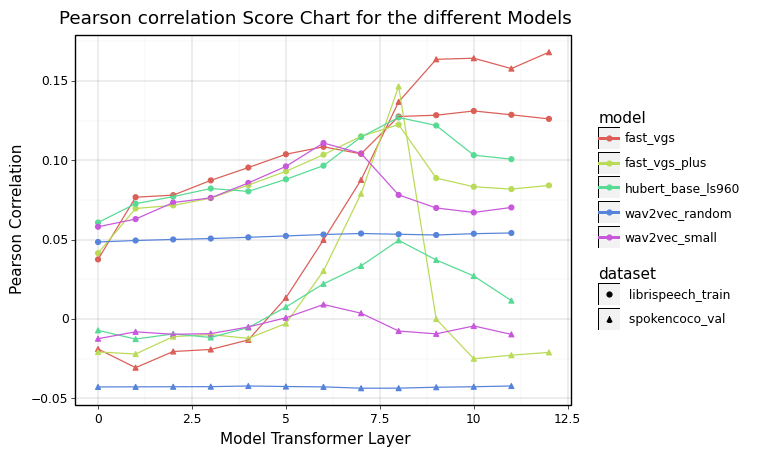 Pearson correlation Score Chart for the different Models
0.15
0.10
0.05
0
−0.05
Pearson Correlation
0
2.5
5
7.5
10
12.5
Model Transformer Layer
model
fast_vgs
fast_vgs_plus
hubert_base_ls960
wav2vec_random
wav2vec_small
dataset
librispeech_train
spokencoco_val